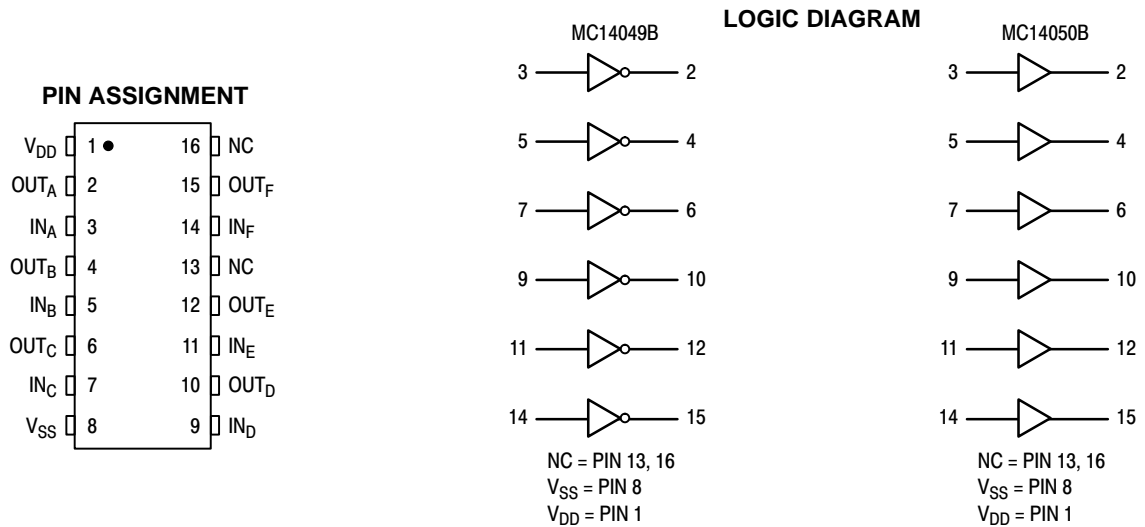 LOGIC DIAGRAM
PIN ASSIGNMENT
VDD 1 16 NC
OUTA 2 15 OUTF
INA 3 14 INF
OUTB 4 13 NC
INB 5 12 OUTE
OUTC 6 11 INE
INC 7 10 OUTD
VSS 8 9 IND
MC14049B
3 2
5 4
7 6
9 10
11 12
14 15
NC = PIN 13, 16
VSS = PIN 8
VDD = PIN 1
MC14050B
3 2
5 4
7 6
9 10
11 12
14 15
NC = PIN 13, 16
VSS = PIN 8
VDD = PIN 1